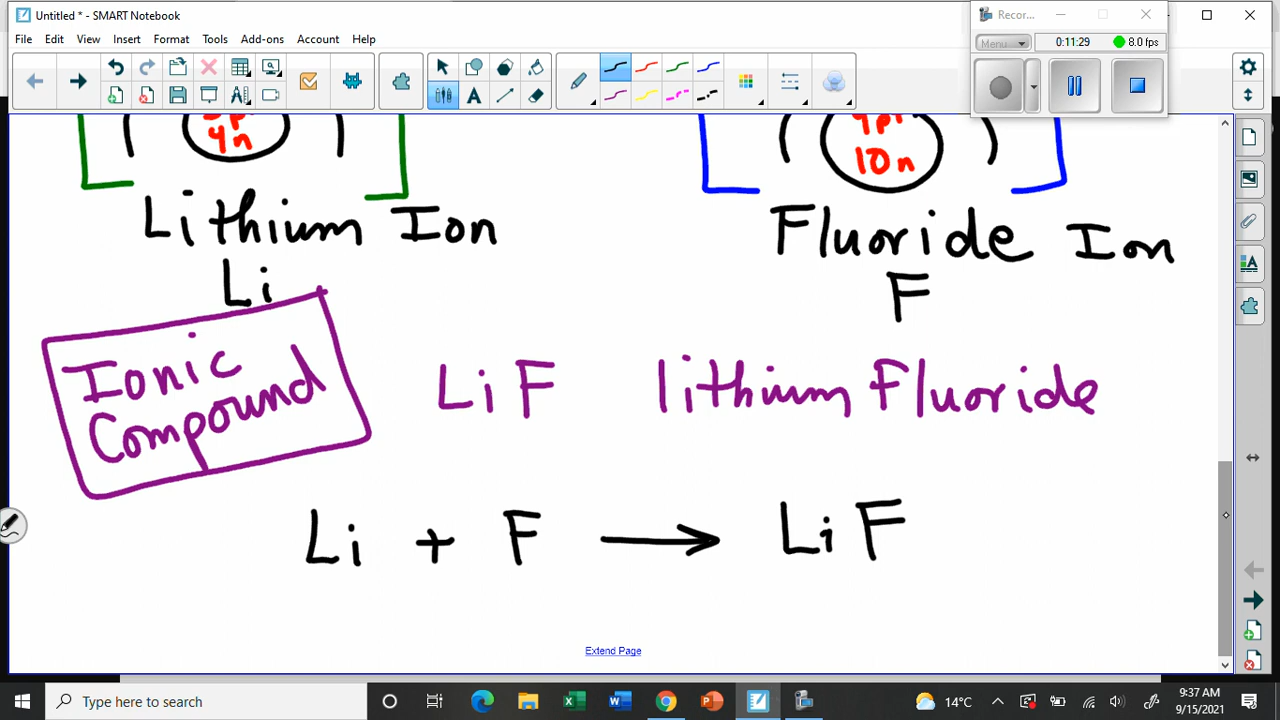 Untitled * - SMART Notebook
Recor...
File Edit View Insert Format Tools Add-ons Account Help
Menu
0:11:29
8.0 fps
4n
10n
Lithium Ion
Fluoride Ion
Li
F
Ionic
Compound
LiF lithium Fluoride
Li + F → LiF
Extend Page
Type here to search
14°C
9:37 AM
9/15/2021